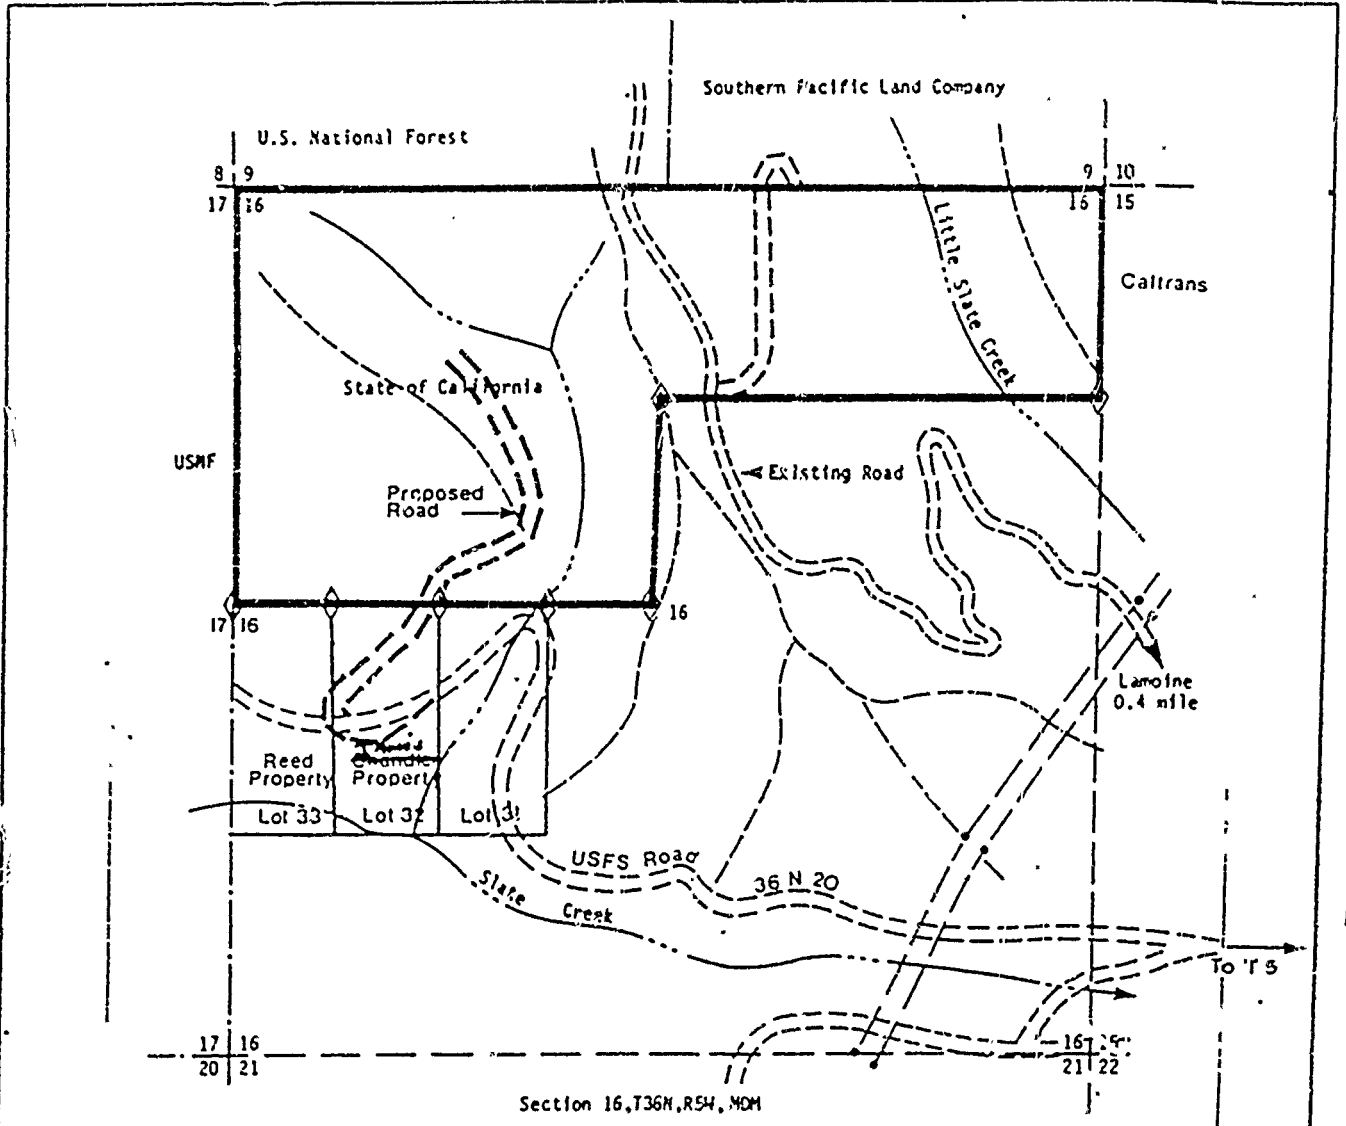 Southern Pacific Land Company
U.S. National Forest
8 9
17 16
9 10
16 15
Little Slate Creek
Caltrans
State of California
USNF
Existing Road
Proposed
Road
17 16
16
Lamoine
0.4 mile
Reed
Property
Property
Lot 33
Lot 32
Lot 31
USFS Road
36 N 20
Slate
Creek
To
17 16
20 21
16
21 22
Section 16, T36N, R5W, MDM